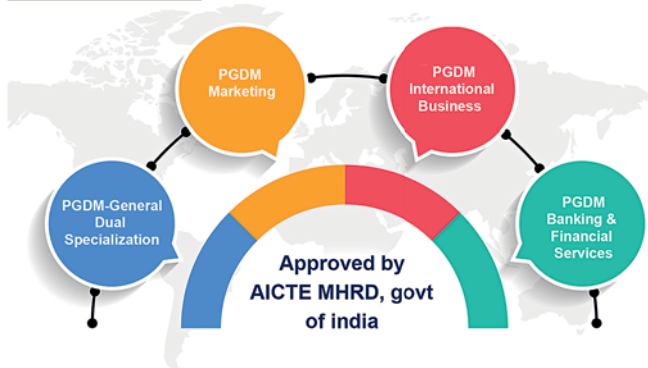 PGDM
Marketing
PGDM
International
Business
PGDM-General
Dual
Specialization
PGDM
Banking &
Financial
Services
Approved by
AICTE MHRD, govt
of india